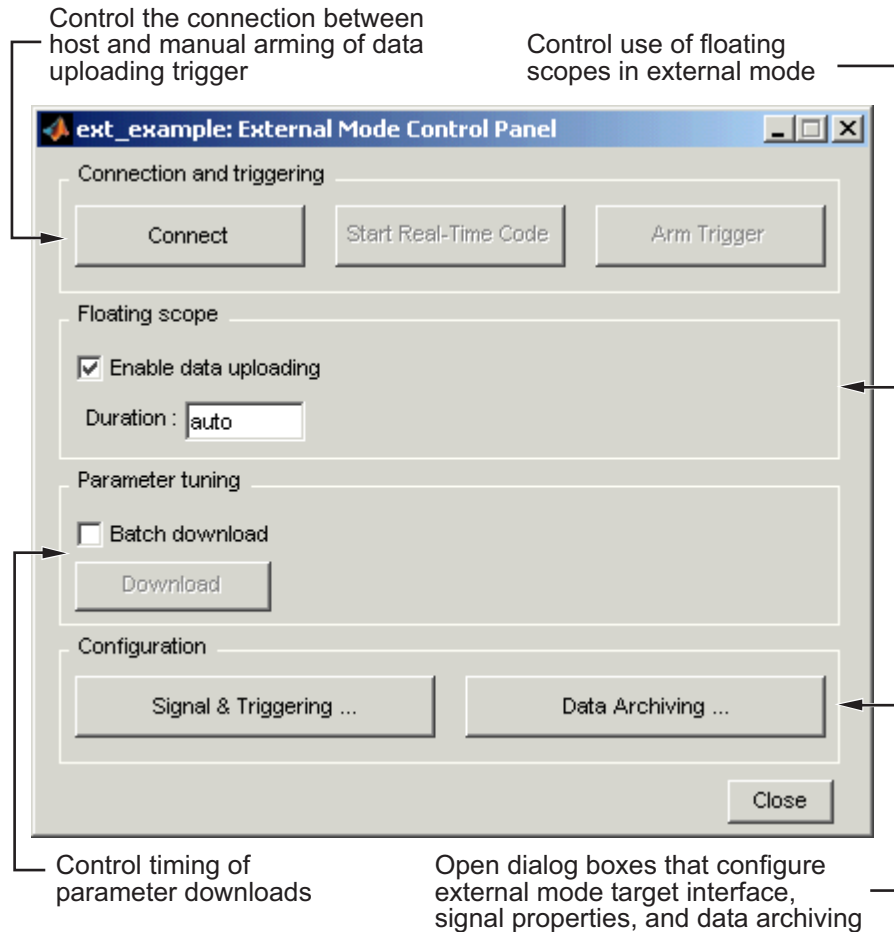 Control the connection between
host and manual arming of data
uploading trigger
Control use of floating
scopes in external mode
ext_example: External Mode Control Panel
Connection and triggering
Connect
Start Real-Time Code
Arm Trigger
Floating scope
Enable data uploading
Duration : auto
Parameter tuning
Batch download
Download
Configuration
Signal & Triggering ...
Data Archiving ...
Close
Control timing of
parameter downloads
Open dialog boxes that configure
external mode target interface,
signal properties, and data archiving